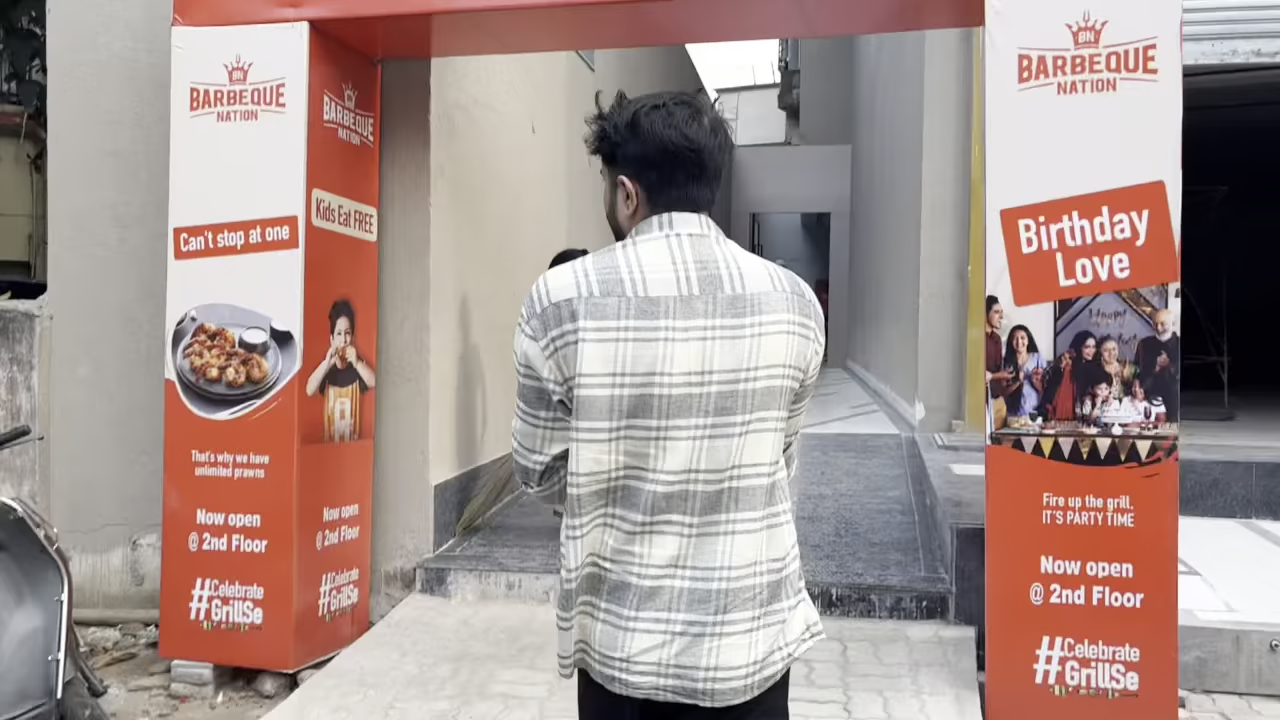 BN
BARBEQUE
NATION
Can't stop at one
That's why we have
unlimited prawns
Now open
@ 2nd Floor
#Celebrate
GrillSe
BN
BARBEQUE
NATION
Kids Eat FREE
Now open
@ 2nd Floor
#Celebrate
GrillSe
BN
BARBEQUE
NATION
Birthday
Love
Happy
Fire up the grill,
IT'S PARTY TIME
Now open
@ 2nd Floor
#Celebrate
GrillSe